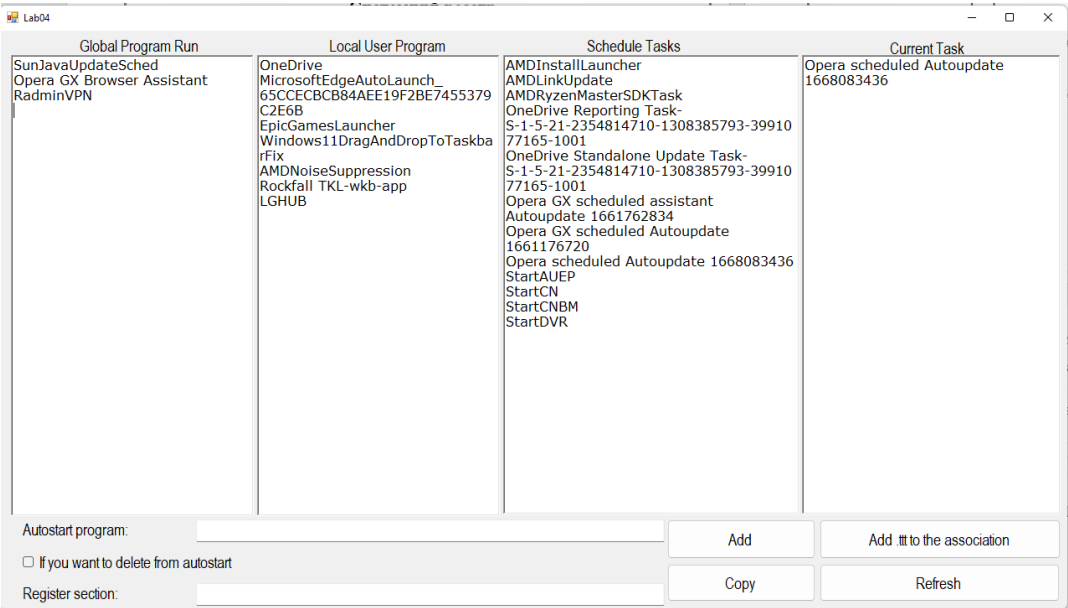 Lab04
Global Program Run
SunJavaUpdateSched
Opera GX Browser Assistant
RadminVPN
Local User Program
OneDrive
MicrosoftEdgeAutoLaunch_
65CCECBCB84AEE19F2BE7455379
C2E6B
EpicGamesLauncher
Windows11DragAndDropToTaskba
rFix
AMDNoiseSuppression
Rockfall TKL-wkb-app
LGHUB
Schedule Tasks
AMDInstallLauncher
AMDLinkUpdate
AMDRyzenMasterSDKTask
OneDrive Reporting Task-
S-1-5-21-2354814710-1308385793-39910
77165-1001
OneDrive Standalone Update Task-
S-1-5-21-2354814710-1308385793-39910
77165-1001
Opera GX scheduled assistant
Autoupdate 1661762834
Opera GX scheduled Autoupdate
1661176720
Opera scheduled Autoupdate 1668083436
StartAUEP
StartCN
StartCNBM
StartDVR
Current Task
Opera scheduled Autoupdate
1668083436
Autostart program:
Add
Add .ttt to the association
If you want to delete from autostart
Register section:
Copy
Refresh